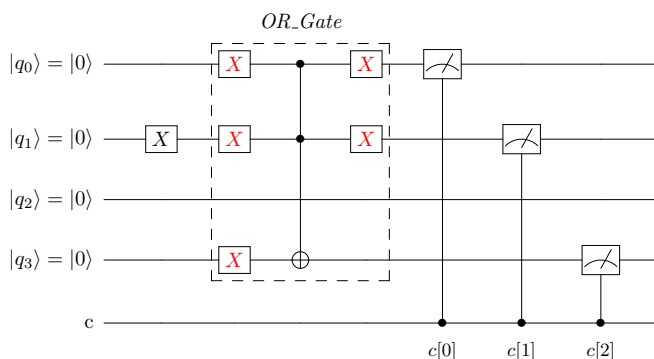 OR_Gate
|q₀⟩ = |0⟩ X X
|q₁⟩ = |0⟩ X X X
|q₂⟩ = |0⟩
|q₃⟩ = |0⟩ X
c
c[0] c[1] c[2]